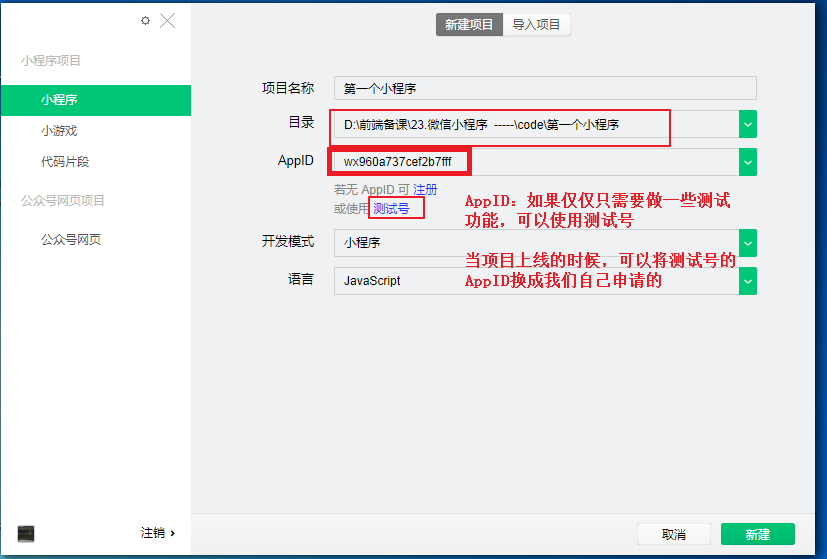 新建项目 导入项目
小程序项目
小程序
小游戏
代码片段
公众号网页项目
公众号网页
项目名称 第一个小程序
目录 D:\前端备课\23.微信小程序 -----\code\第一个小程序
AppID wx960a737cef2b7fff
若无 AppID 可 注册
或使用 测试号
AppID：如果仅仅只需要做一些测试
功能，可以使用测试号
开发模式 小程序
当项目上线的时候，可以将测试号的
AppID换成我们自己申请的
语言 JavaScript
注销 ›
取消 新建